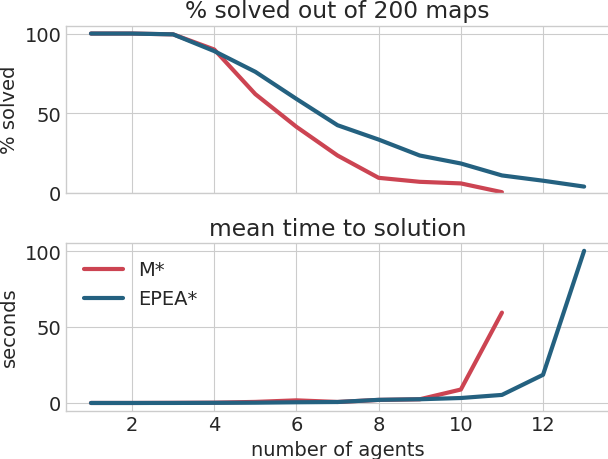 % solved out of 200 maps
% solved
100
50
0
mean time to solution
seconds
100
50
0
M*
EPEA*
2 4 6 8 10 12
number of agents